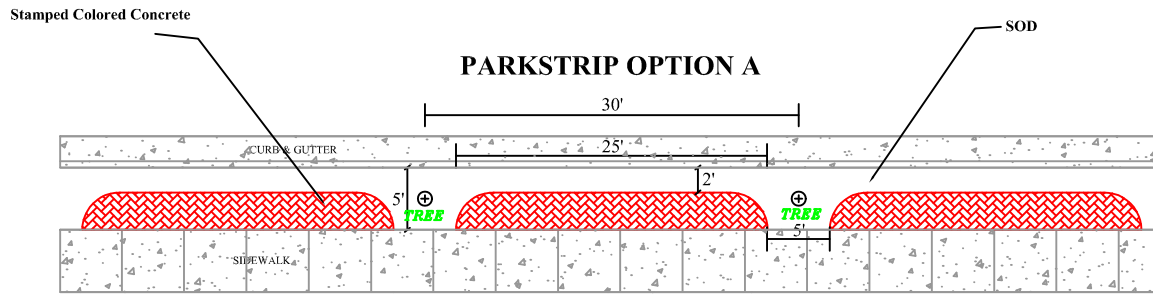 Stamped Colored Concrete
SOD
PARKSTRIP OPTION A
30'
CURB & GUTTER
25'
5'
2'
TREE
TREE
5'
SIDEWALK